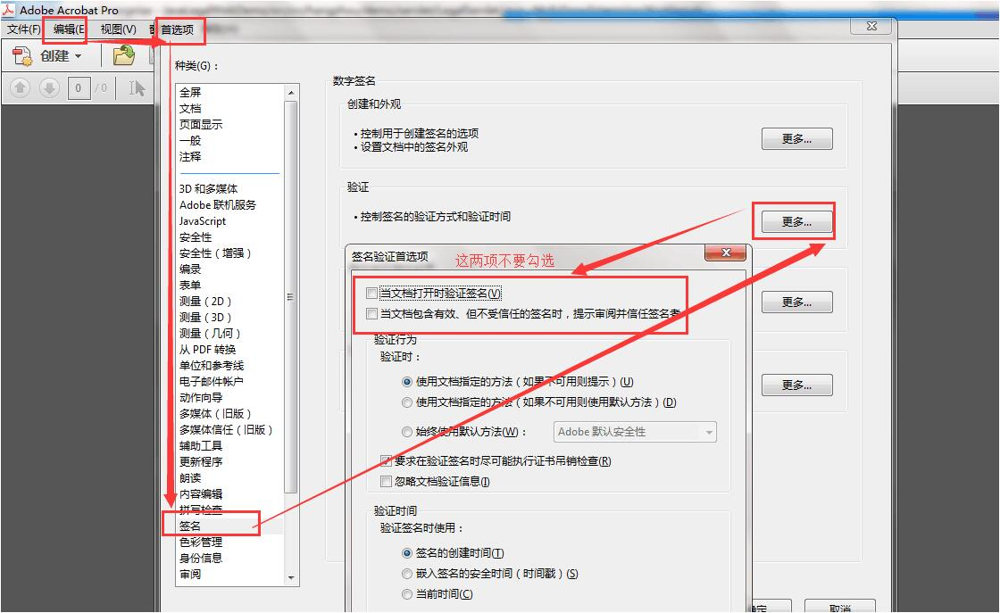 Adobe Acrobat Pro
文件(F)
编辑(E
视图(V)
首选项
创建
0 / 0
种类(G)：
全屏
文档
页面显示
一般
注释
3D 和多媒体
Adobe 联机服务
JavaScript
安全性
安全性（增强）
编录
表单
测量（2D）
测量（3D）
测量（几何）
从 PDF 转换
单位和参考线
电子邮件帐户
动作向导
多媒体（旧版）
多媒体信任（旧版）
辅助工具
更新程序
朗读
内容编辑
拼写检查
签名
色彩管理
身份信息
审阅
数字签名
创建和外观
• 控制用于创建签名的选项
• 设置文档中的签名外观
更多...
验证
• 控制签名的验证方式和验证时间
更多...
更多...
更多...
签名验证首选项
这两项不要勾选
当文档打开时验证签名(V)
当文档包含有效、但不受信任的签名时，提示审阅并信任签名者
验证行为
验证时：
使用文档指定的方法（如果不可用则提示）(U)
使用文档指定的方法（如果不可用则使用默认方法）(D)
始终使用默认方法(W)：
Adobe 默认安全性
要求在验证签名时尽可能执行证书吊销检查(R)
忽略文档验证信息(I)
验证时间
验证签名时使用：
签名的创建时间(T)
嵌入签名的安全时间（时间戳）(S)
当前时间(C)
确定
取消